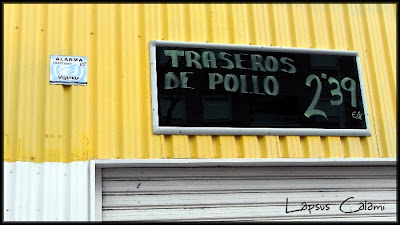 ALARMA
TRASEROS
DE POLLO
2'39
€/K
Lapsus Calami